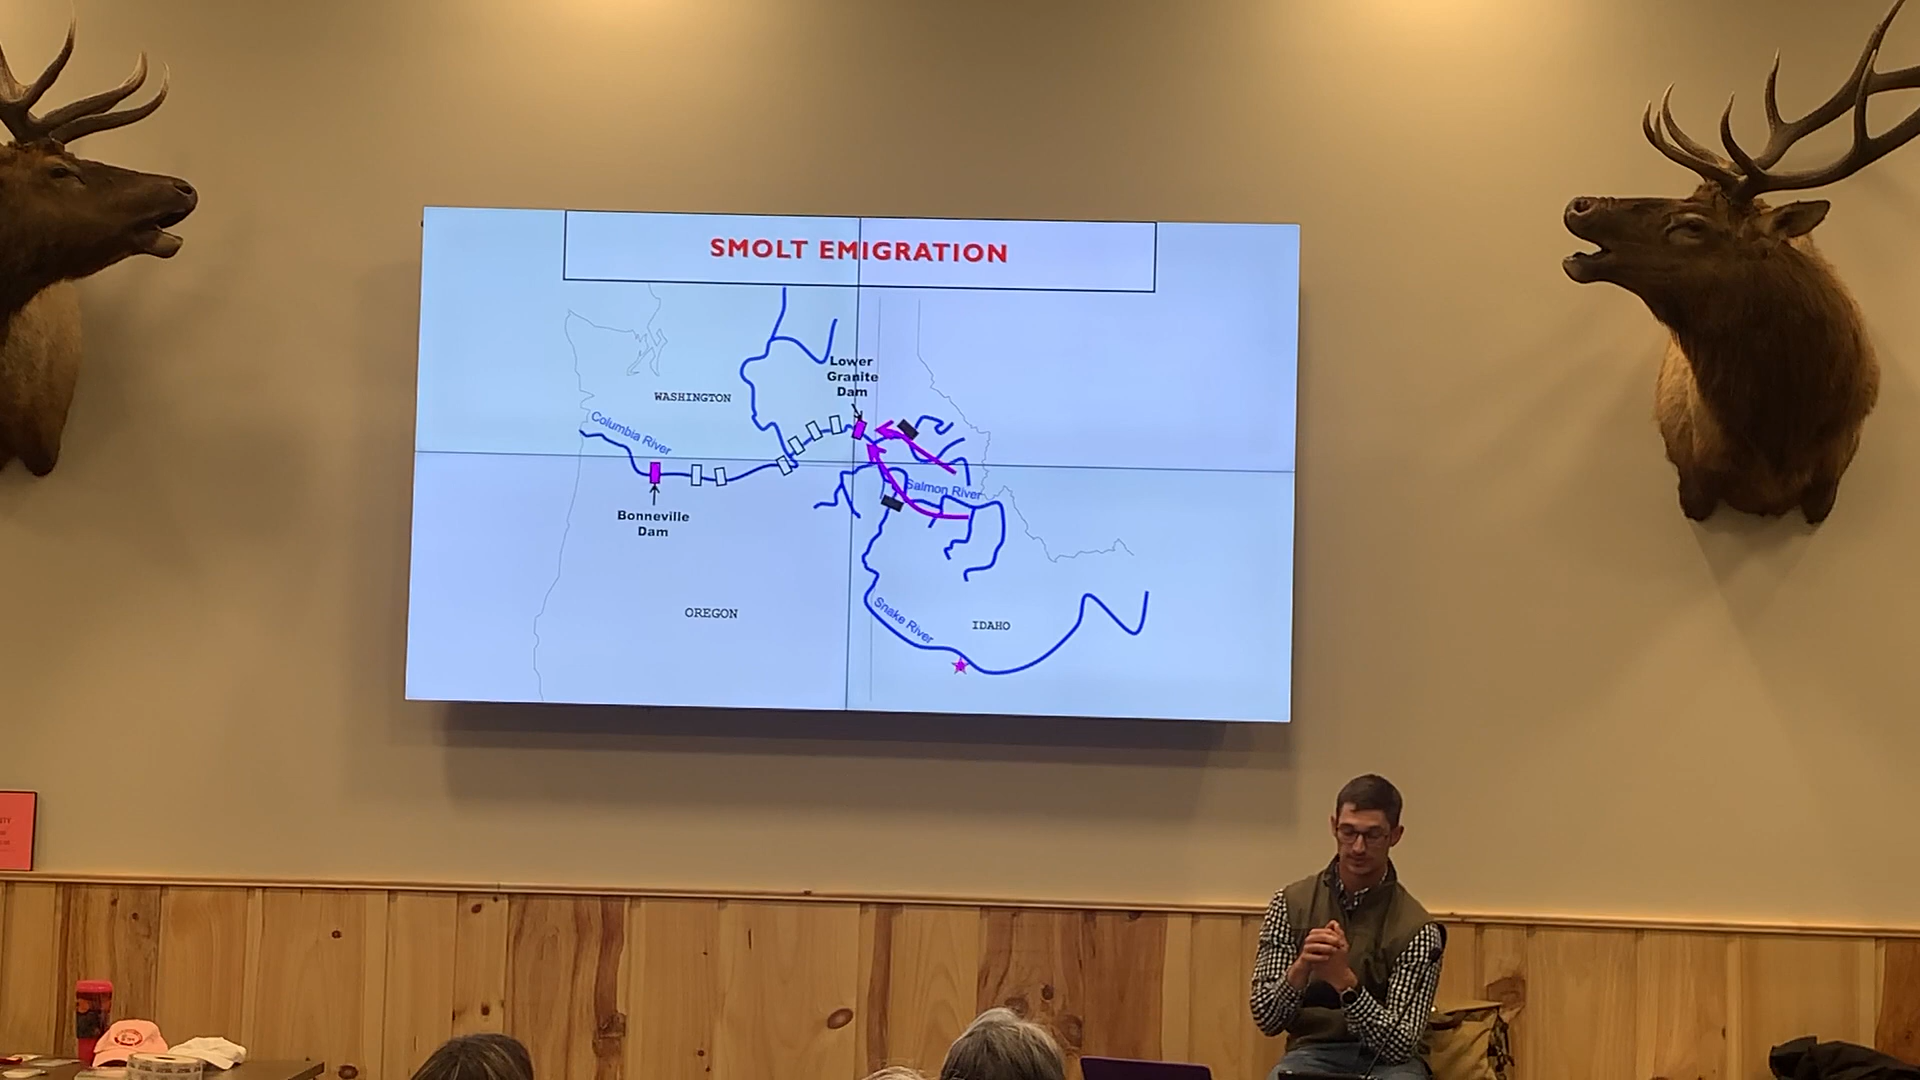 SMOLT EMIGRATION
Lower
Granite
Dam
WASHINGTON
Columbia River
Salmon River
Bonneville
Dam
OREGON
Snake River
IDAHO